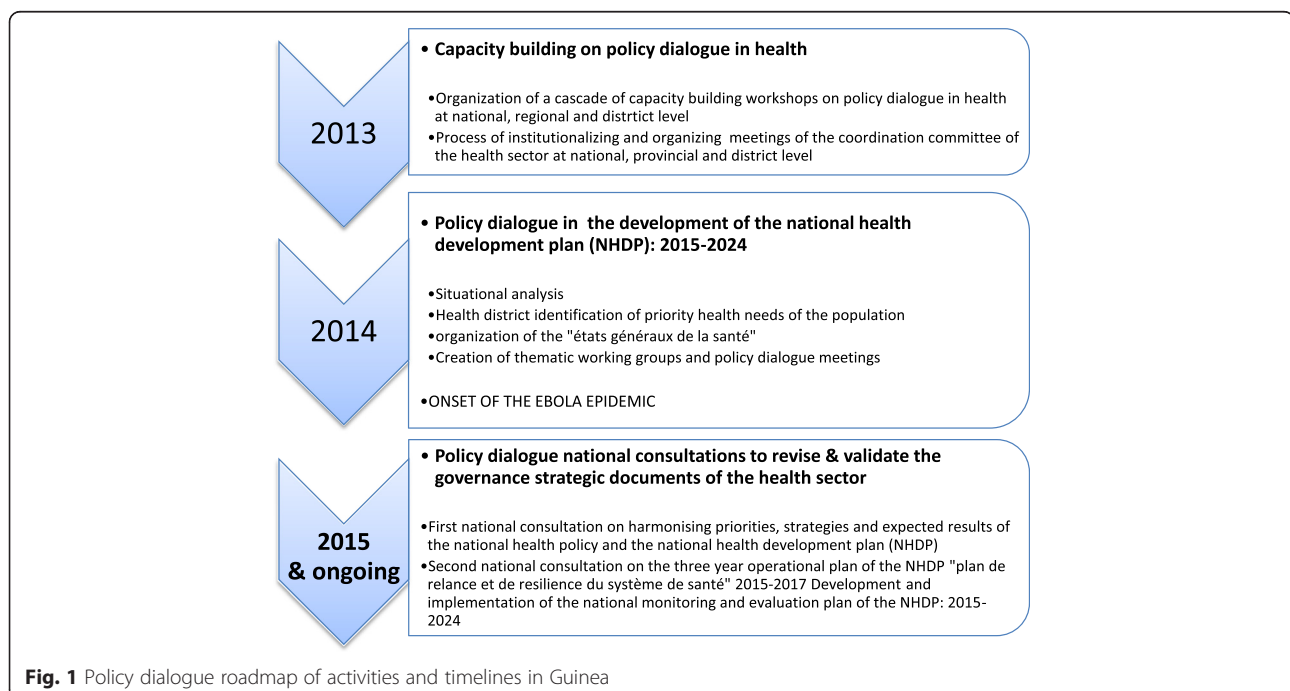 2013
• Capacity building on policy dialogue in health
•Organization of a cascade of capacity building workshops on policy dialogue in health
at national, regional and distrtict level
•Process of institutionalizing and organizing meetings of the coordination committee of
the health sector at national, provincial and district level
2014
• Policy dialogue in the development of the national health
development plan (NHDP): 2015-2024
•Situational analysis
•Health district identification of priority health needs of the population
•organization of the "états généraux de la santé"
•Creation of thematic working groups and policy dialogue meetings
•ONSET OF THE EBOLA EPIDEMIC
2015
& ongoing
• Policy dialogue national consultations to revise & validate the
governance strategic documents of the health sector
•First national consultation on harmonising priorities, strategies and expected results of
the national health policy and the national health development plan (NHDP)
•Second national consultation on the three year operational plan of the NHDP "plan de
relance et de resilience du système de santé" 2015-2017 Development and
implementation of the national monitoring and evaluation plan of the NHDP: 2015-
2024
Fig. 1 Policy dialogue roadmap of activities and timelines in Guinea